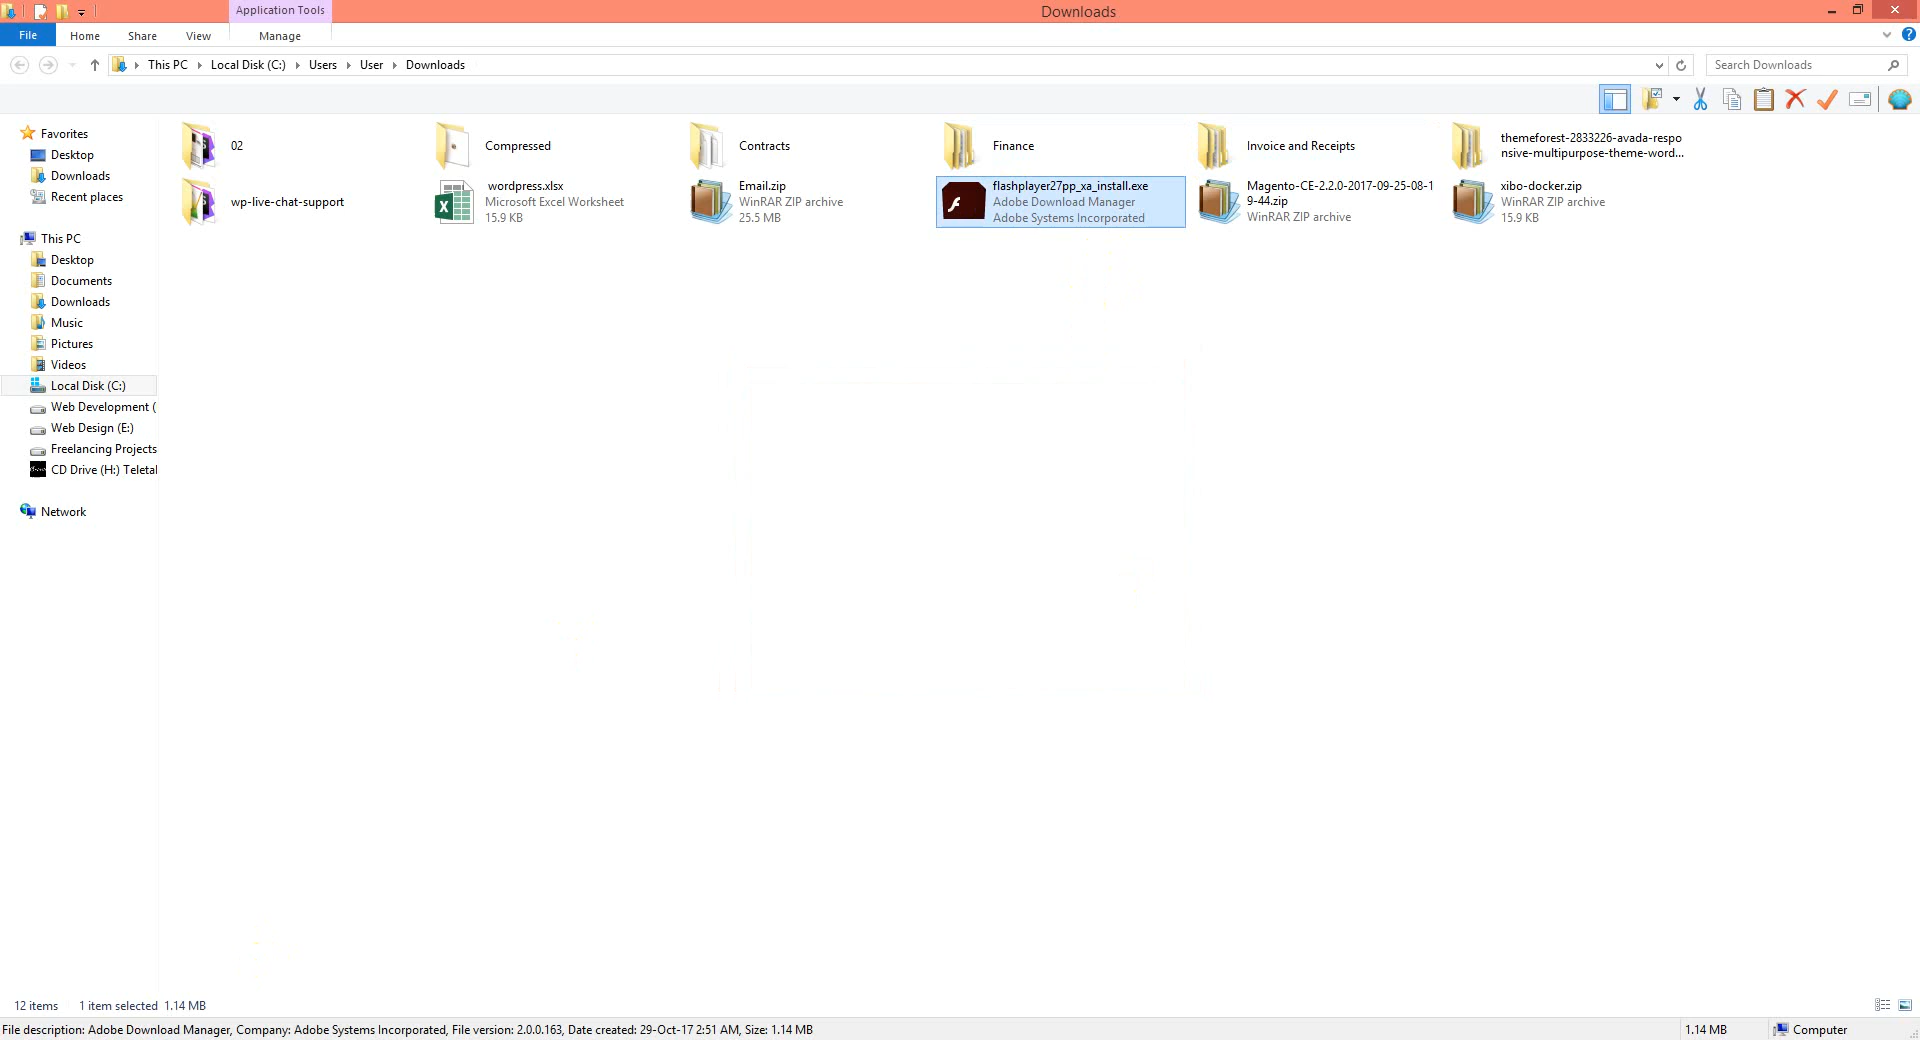 Application Tools
Downloads
File
Home
Share
View
Manage
This PC
Local Disk (C:)
Users
User
Downloads
Search Downloads
Favorites
Desktop
Downloads
Recent places
This PC
Desktop
Documents
Downloads
Music
Pictures
Videos
Local Disk (C:)
Web Development (
Web Design (E:)
Freelancing Projects
CD Drive (H:) Teletal
Network
02
Compressed
Contracts
Finance
Invoice and Receipts
themeforest-2833226-avada-respo
nsive-multipurpose-theme-word...
wp-live-chat-support
wordpress.xlsx
Microsoft Excel Worksheet
15.9 KB
Email.zip
WinRAR ZIP archive
25.5 MB
flashplayer27pp_xa_install.exe
Adobe Download Manager
Adobe Systems Incorporated
Magento-CE-2.2.0-2017-09-25-08-1
9-44.zip
WinRAR ZIP archive
xibo-docker.zip
WinRAR ZIP archive
15.9 KB
12 items
1 item selected 1.14 MB
File description: Adobe Download Manager, Company: Adobe Systems Incorporated, File version: 2.0.0.163, Date created: 29-Oct-17 2:51 AM, Size: 1.14 MB
1.14 MB
Computer